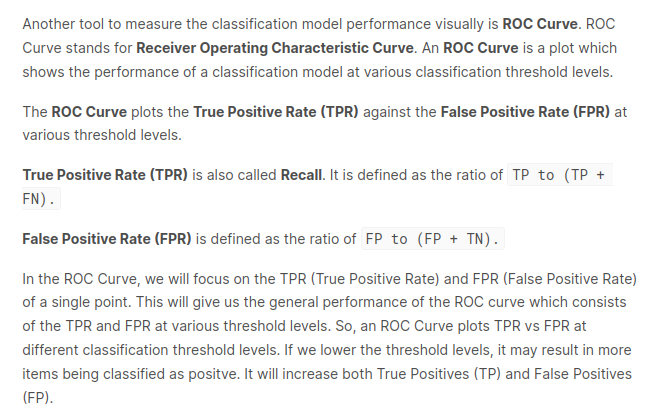 Another tool to measure the classification model performance visually is ROC Curve. ROC
Curve stands for Receiver Operating Characteristic Curve. An ROC Curve is a plot which
shows the performance of a classification model at various classification threshold levels.
The ROC Curve plots the True Positive Rate (TPR) against the False Positive Rate (FPR) at
various threshold levels.
True Positive Rate (TPR) is also called Recall. It is defined as the ratio of TP to (TP +
FN).
False Positive Rate (FPR) is defined as the ratio of FP to (FP + TN).
In the ROC Curve, we will focus on the TPR (True Positive Rate) and FPR (False Positive Rate)
of a single point. This will give us the general performance of the ROC curve which consists
of the TPR and FPR at various threshold levels. So, an ROC Curve plots TPR vs FPR at
different classification threshold levels. If we lower the threshold levels, it may result in more
items being classified as positve. It will increase both True Positives (TP) and False Positives
(FP).